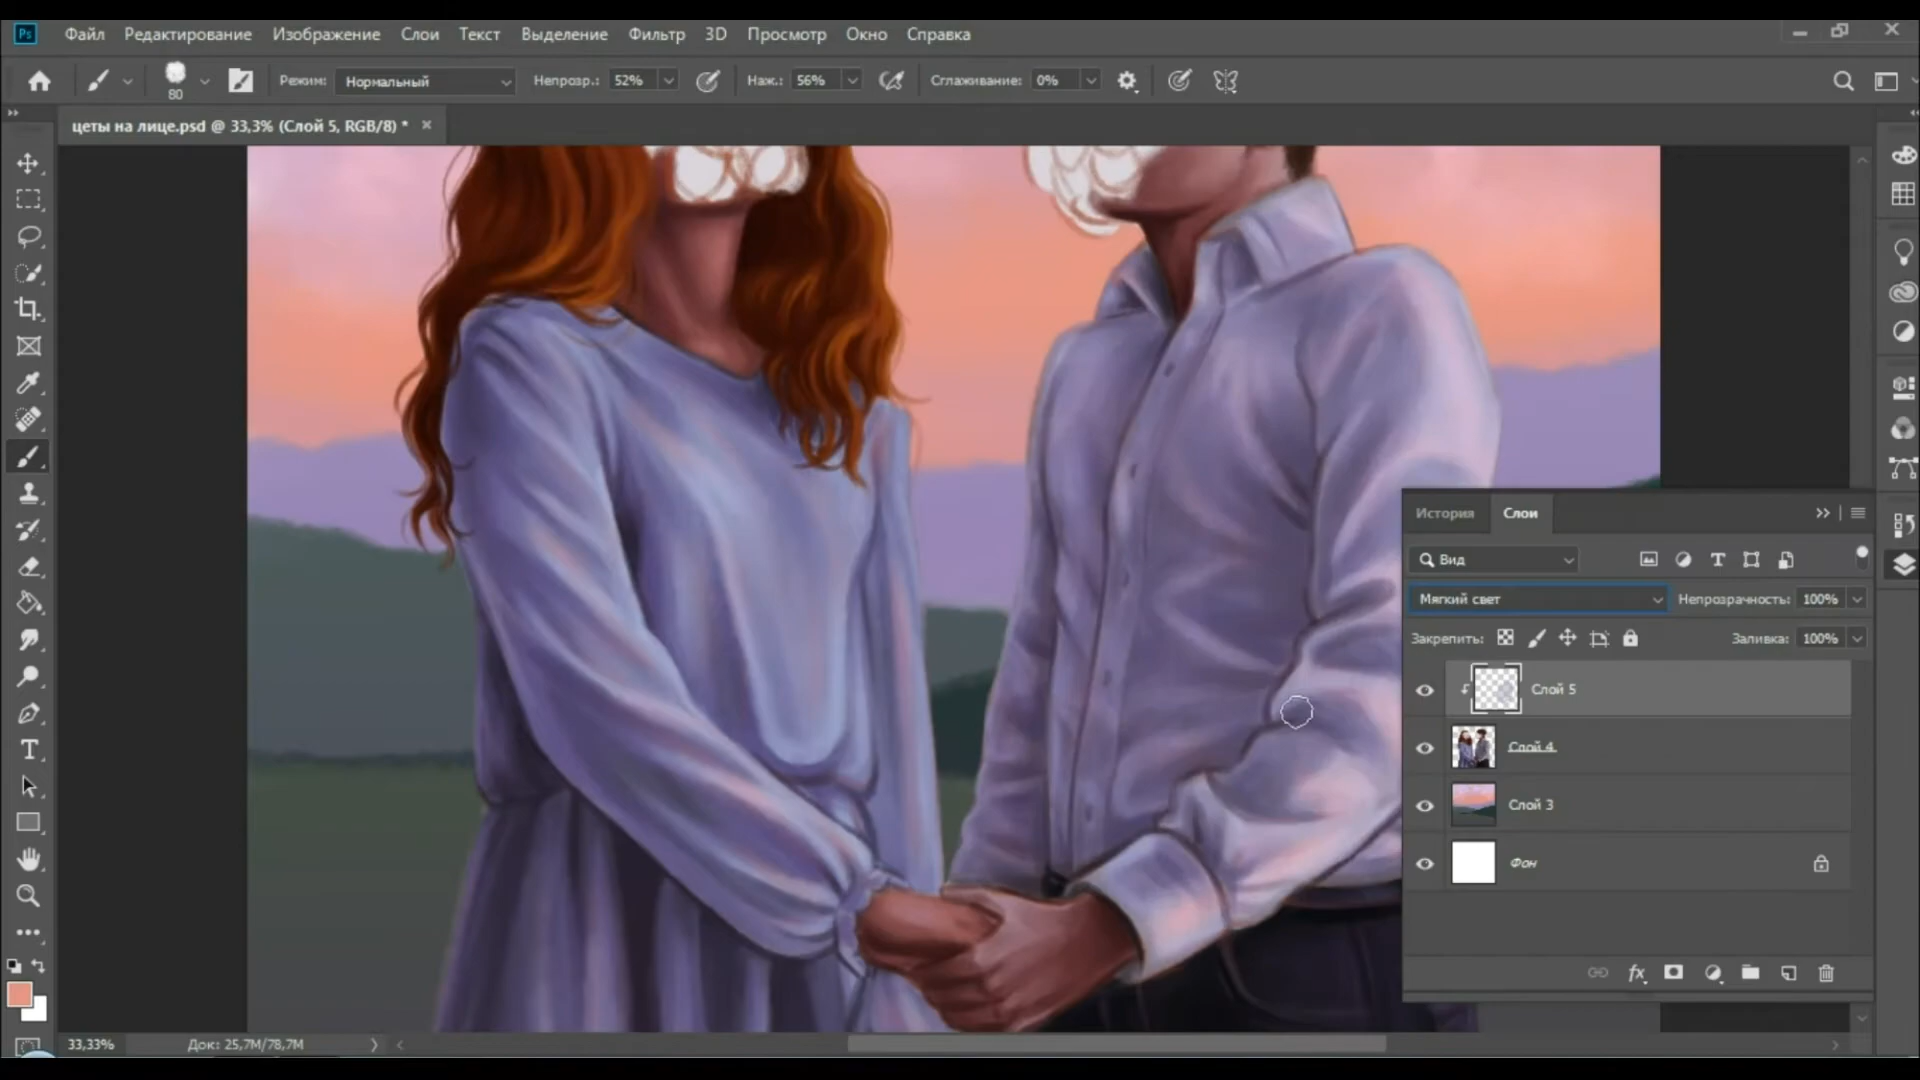 Ps Файл Редактирование Изображение Слои Текст Выделение Фильтр 3D Просмотр Окно Справка
80 Режим: Нормальный Непрозр.: 52% Наж.: 56% Сглаживание: 0%
цеты на лице.psd @ 33,3% (Слой 5, RGB/8) *
История Слои
Вид
Мягкий свет Непрозрачность: 100%
Закрепить: Заливка: 100%
Слой 5
Слой 4
Слой 3
Фон
fx
33,33% Док: 25,7M/78,7M